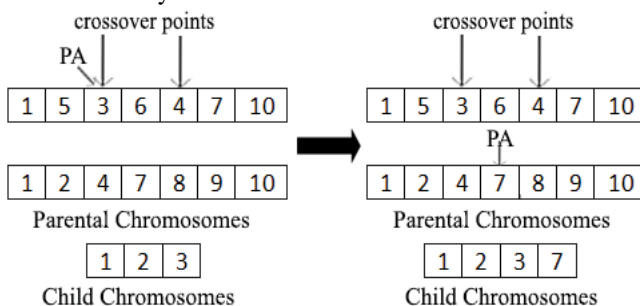 crossover points
PA
1 5 3 6 4 7 10
1 2 4 7 8 9 10
Parental Chromosomes
1 2 3
Child Chromosomes
crossover points
1 5 3 6 4 7 10
PA
1 2 4 7 8 9 10
Parental Chromosomes
1 2 3 7
Child Chromosomes